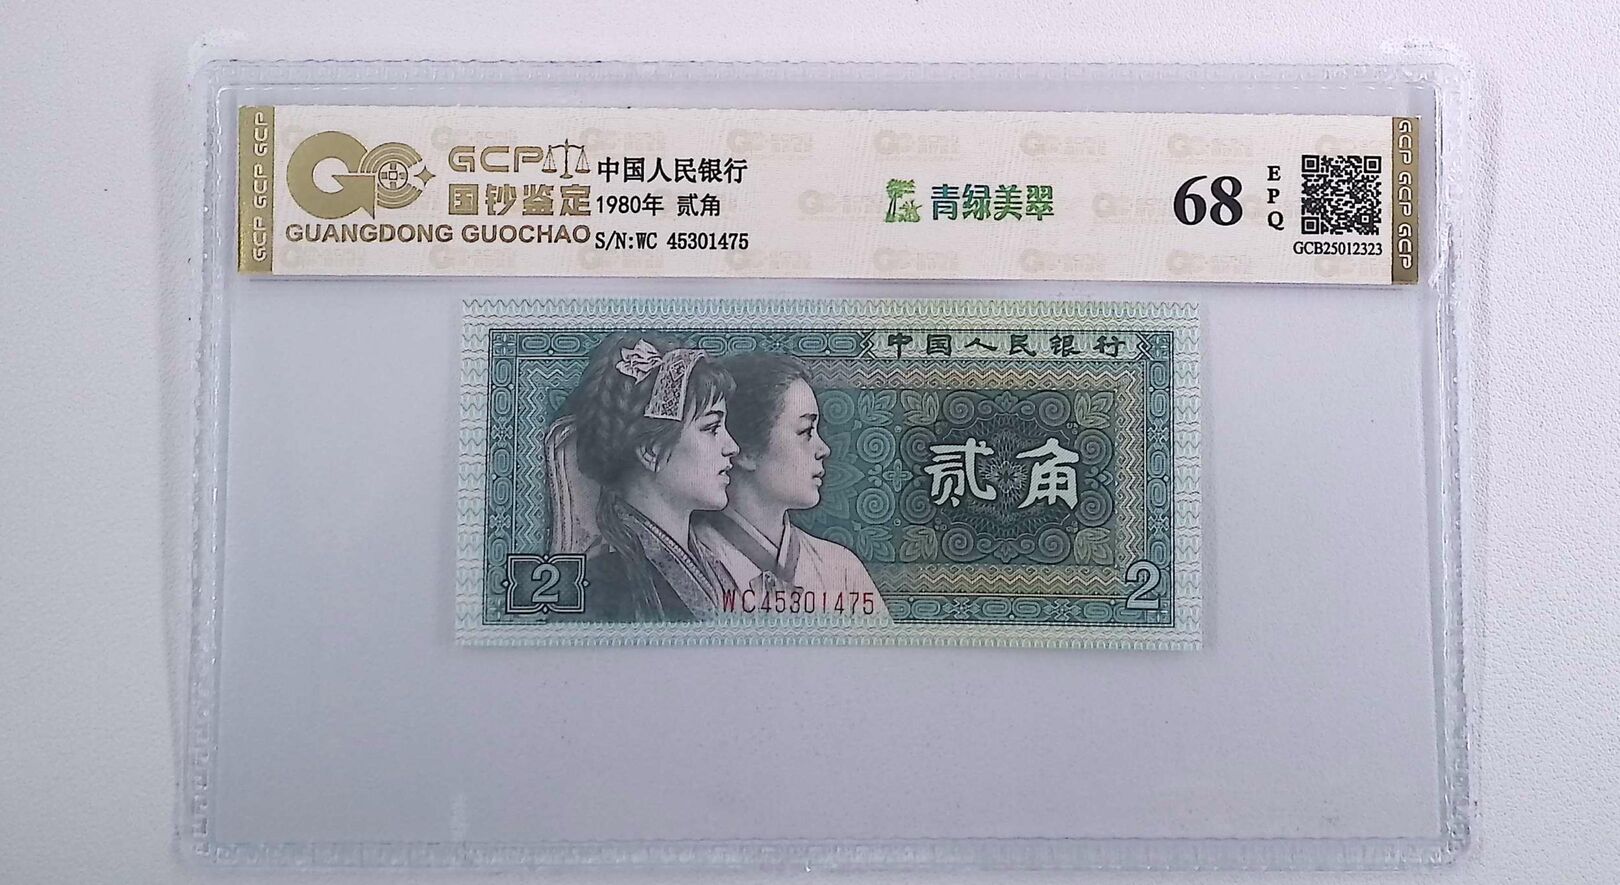 GCP GCP GCP
GCP
国钞鉴定
GUANGDONG GUOCHAO
中国人民银行
1980年 贰角
S/N:WC 45301475
青绿美翠
68
E
P
Q
GCB25012323
GCP GCP GCP
中国人民银行
贰角
2
WC45301475
2